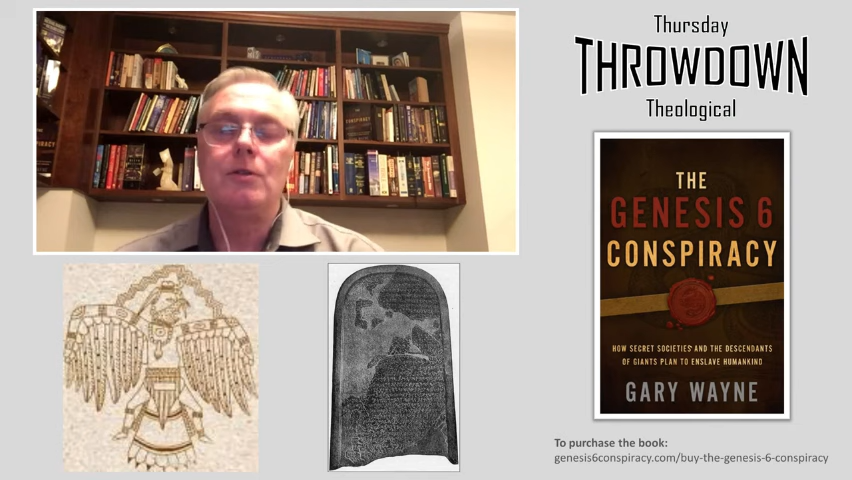 Thursday
THROWDOWN
Theological
THE
GENESIS 6
CONSPIRACY
HOW SECRET SOCIETIES AND THE DESCENDANTS
OF GIANTS PLAN TO ENSLAVE HUMANKIND
GARY WAYNE
To purchase the book:
genesis6conspiracy.com/buy-the-genesis-6-conspiracy